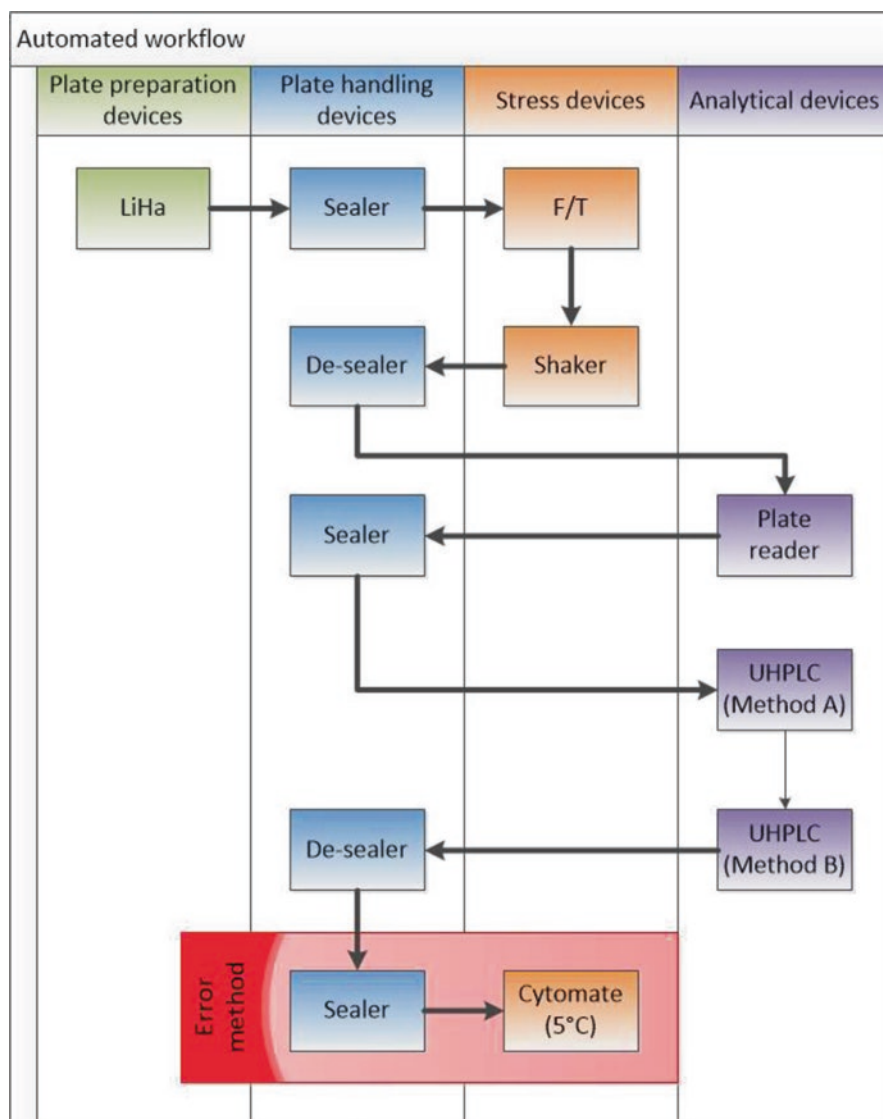 Automated workflow
Plate preparation
devices
Plate handling
devices
Stress devices
Analytical devices
LiHa
Sealer
F/T
De-sealer
Shaker
Sealer
Plate
reader
UHPLC
(Method A)
De-sealer
UHPLC
(Method B)
Error
method
Sealer
Cytomate
(5°C)